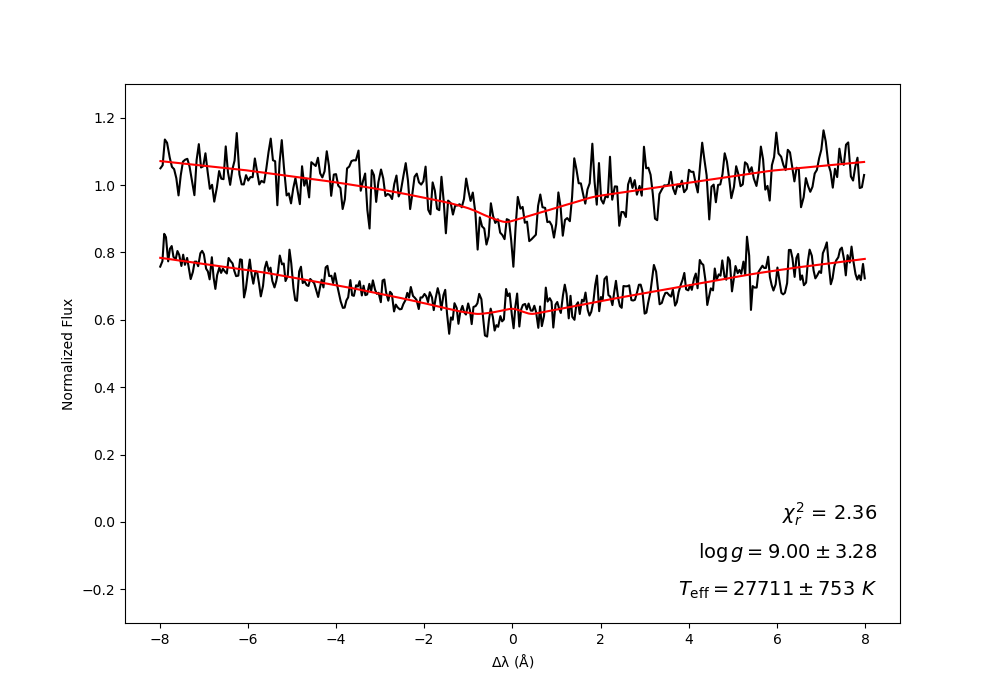 1.2
1.0
0.8
0.6
0.4
0.2
0.0
−0.2
Normalized Flux
χ²ᵣ = 2.36
log g = 9.00 ± 3.28
T_eff = 27711 ± 753 K
−8 −6 −4 −2 0 2 4 6 8
Δλ (Å)